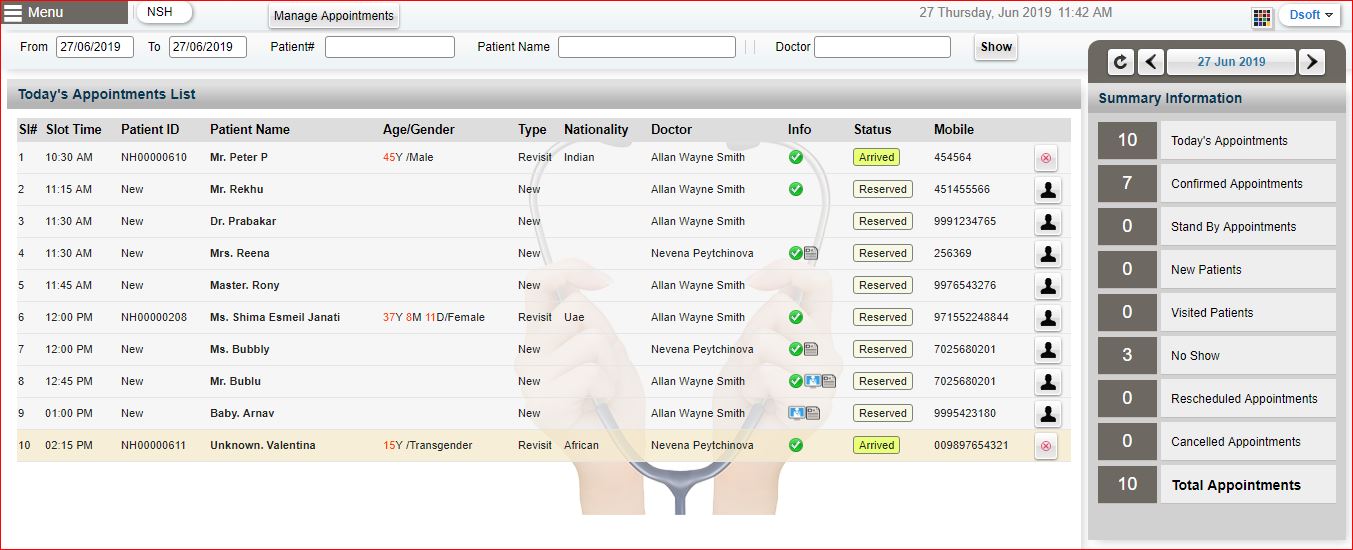 Menu NSH Manage Appointments 27 Thursday, Jun 2019 11:42 AM Dsoft
From 27/06/2019 To 27/06/2019 Patient# Patient Name Doctor Show
27 Jun 2019
Today's Appointments List
Sl# Slot Time Patient ID Patient Name Age/Gender Type Nationality Doctor Info Status Mobile
1 10:30 AM NH00000610 Mr. Peter P 45Y /Male Revisit Indian Allan Wayne Smith Arrived 454564
2 11:15 AM New Mr. Rekhu New Allan Wayne Smith Reserved 451455566
3 11:30 AM New Dr. Prabakar New Allan Wayne Smith Reserved 9991234765
4 11:30 AM New Mrs. Reena New Nevena Peytchinova Reserved 256369
5 11:45 AM New Master. Rony New Allan Wayne Smith Reserved 9976543276
6 12:00 PM NH00000208 Ms. Shima Esmeil Janati 37Y 8M 11D/Female Revisit Uae Allan Wayne Smith Reserved 971552248844
7 12:00 PM New Ms. Bubbly New Nevena Peytchinova Reserved 7025680201
8 12:45 PM New Mr. Bublu New Allan Wayne Smith Reserved 7025680201
9 01:00 PM New Baby. Arnav New Allan Wayne Smith Reserved 9995423180
10 02:15 PM NH00000611 Unknown. Valentina 15Y /Transgender Revisit African Nevena Peytchinova Arrived 009897654321
Summary Information
10 Today's Appointments
7 Confirmed Appointments
0 Stand By Appointments
0 New Patients
0 Visited Patients
3 No Show
0 Rescheduled Appointments
0 Cancelled Appointments
10 Total Appointments